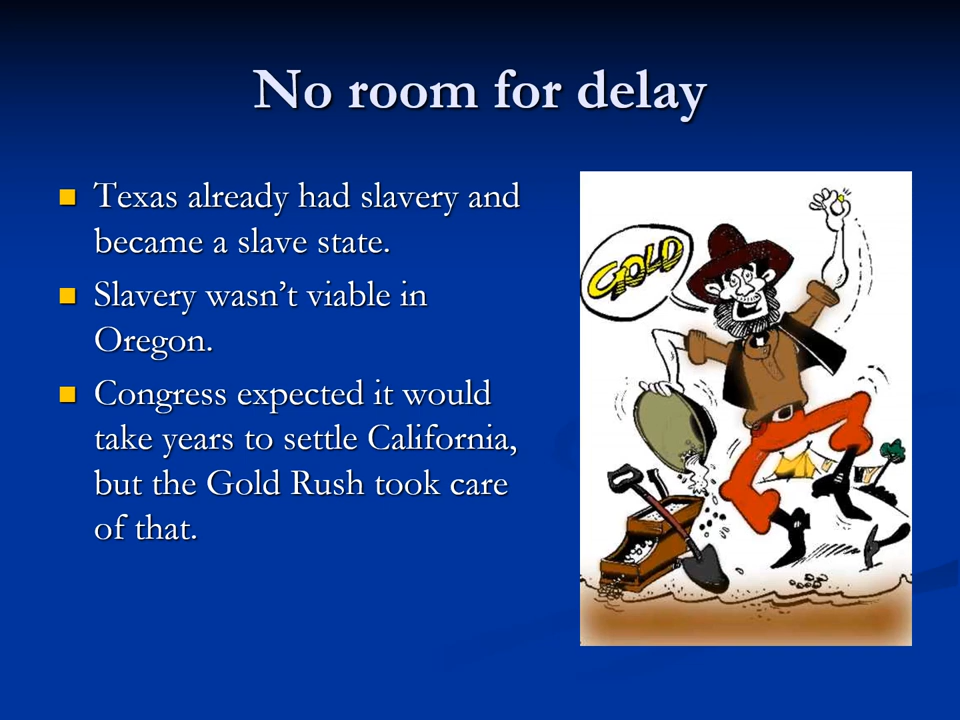 No room for delay
Texas already had slavery and
became a slave state.
Slavery wasn’t viable in
Oregon.
Congress expected it would
take years to settle California,
but the Gold Rush took care
of that.
GOLD